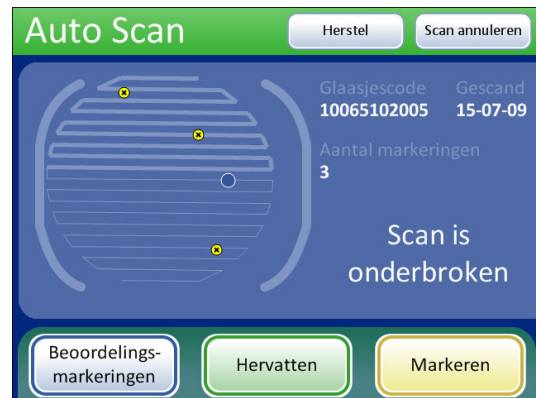 Auto Scan
Herstel
Scan annuleren
Glaasjescode
Gescand
10065102005
15-07-09
Aantal markeringen
3
Scan is
onderbroken
Beoordelings-
markeringen
Hervatten
Markeren